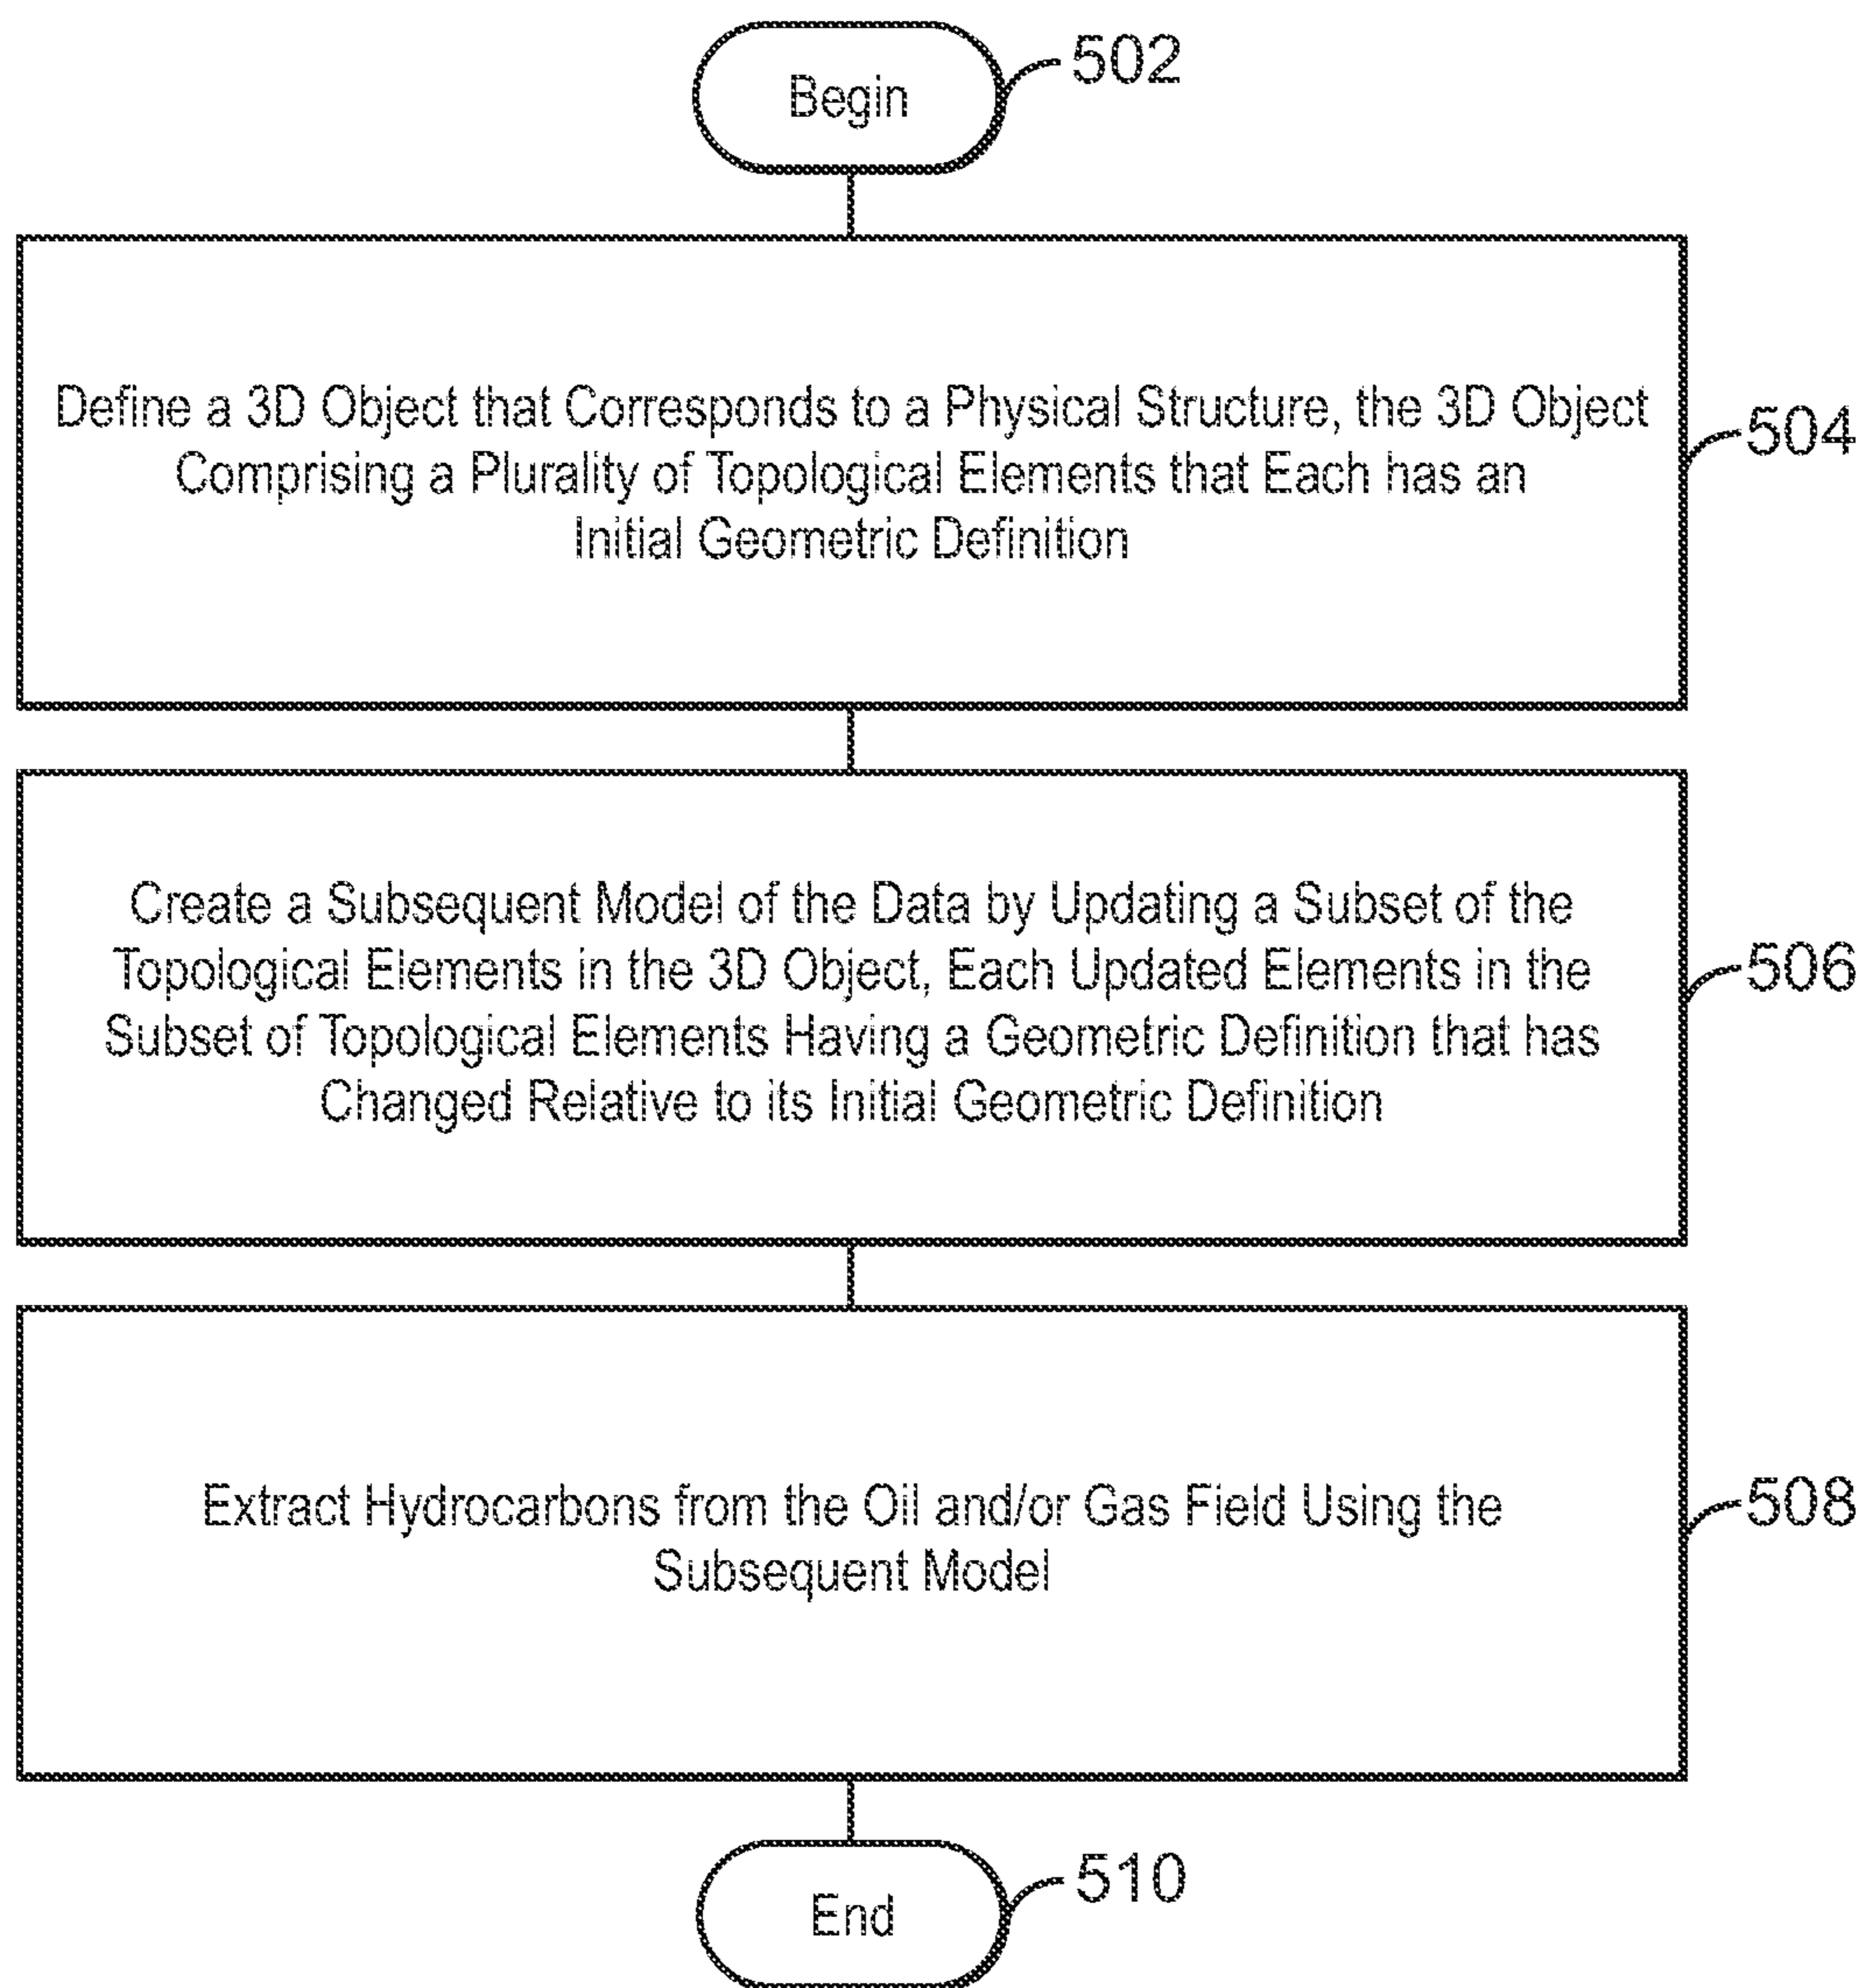 Begin
502
Define a 3D Object that Corresponds to a Physical Structure, the 3D Object
Comprising a Plurality of Topological Elements that Each has an
Initial Geometric Definition
504
Create a Subsequent Model of the Data by Updating a Subset of the
Topological Elements in the 3D Object, Each Updated Elements in the
Subset of Topological Elements Having a Geometric Definition that has
Changed Relative to its Initial Geometric Definition
506
Extract Hydrocarbons from the Oil and/or Gas Field Using the
Subsequent Model
508
End
510